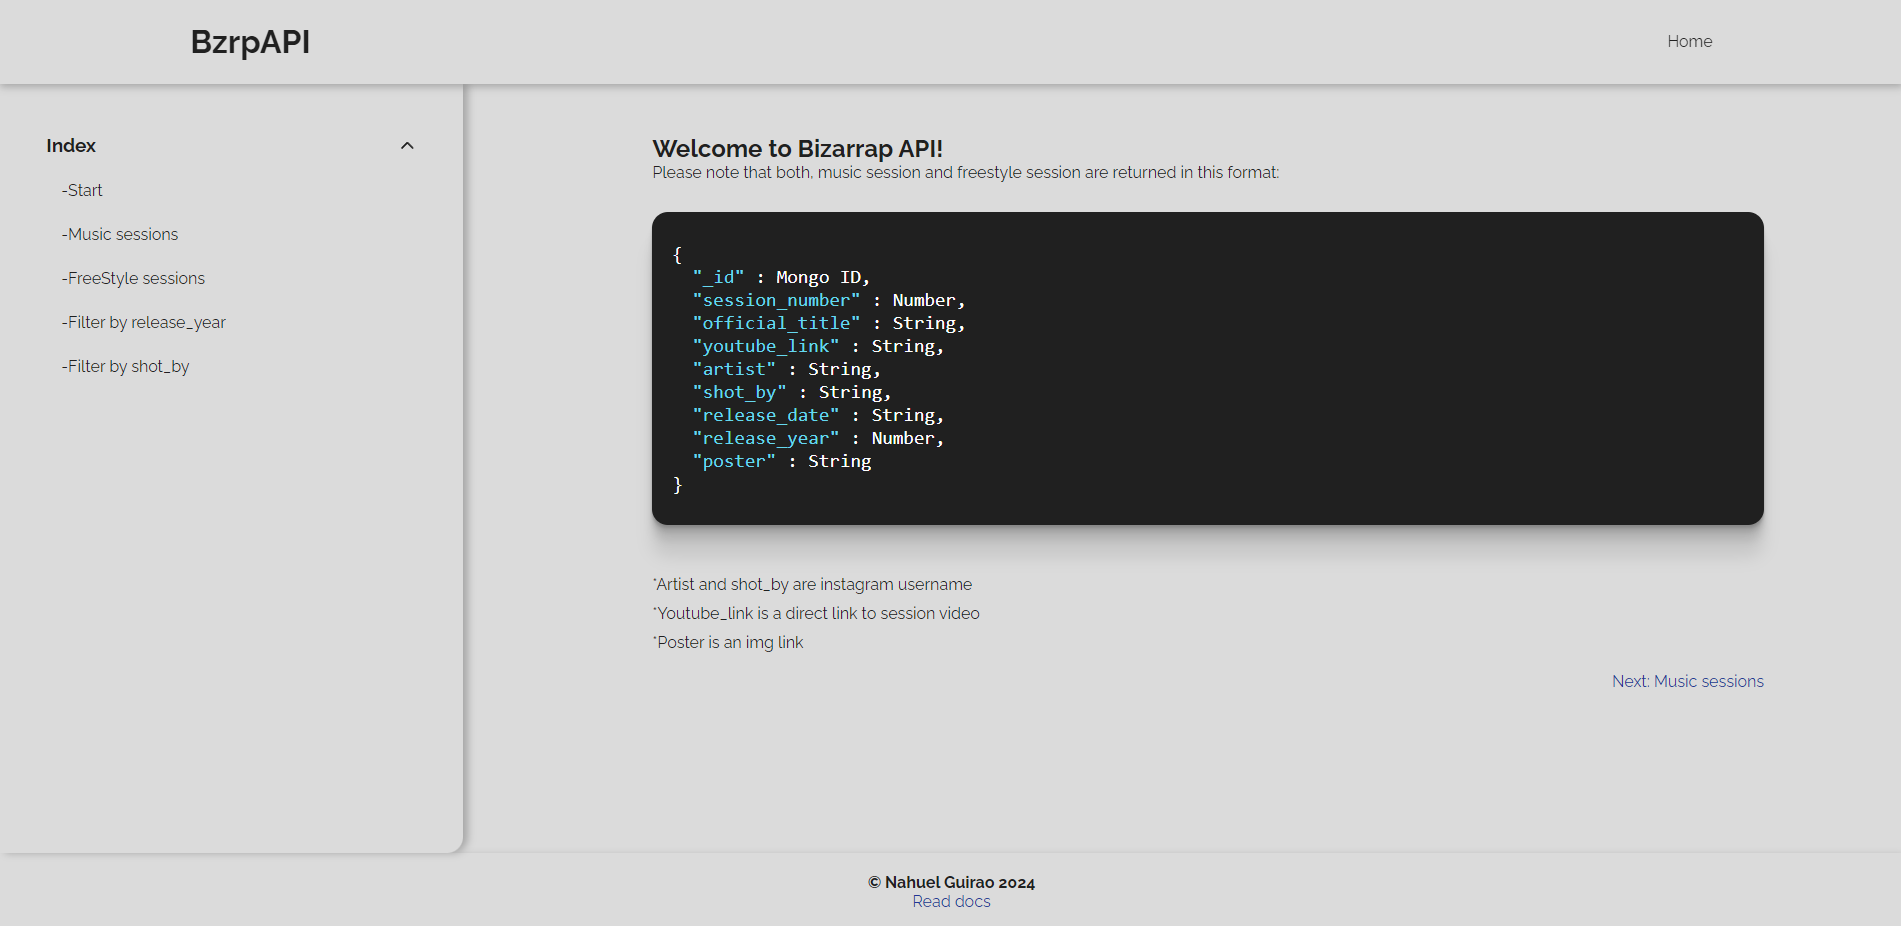 BzrpAPI
Home
Index
-Start
-Music sessions
-FreeStyle sessions
-Filter by release_year
-Filter by shot_by
Welcome to Bizarrap API!
Please note that both, music session and freestyle session are returned in this format:
{
"_id" : Mongo ID,
"session_number" : Number,
"official_title" : String,
"youtube_link" : String,
"artist" : String,
"shot_by" : String,
"release_date" : String,
"release_year" : Number,
"poster" : String
}
*Artist and shot_by are instagram username
*Youtube_link is a direct link to session video
*Poster is an img link
Next: Music sessions
© Nahuel Guirao 2024
Read docs